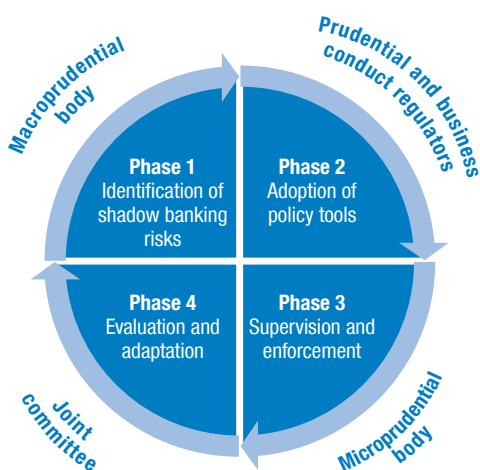 Macroprudential
body
Prudential and business
conduct regulators
Phase 1
Identification of
shadow banking
risks
Phase 2
Adoption of
policy tools
Phase 4
Evaluation and
adaptation
Phase 3
Supervision and
enforcement
Joint
committee
Microprudential
body